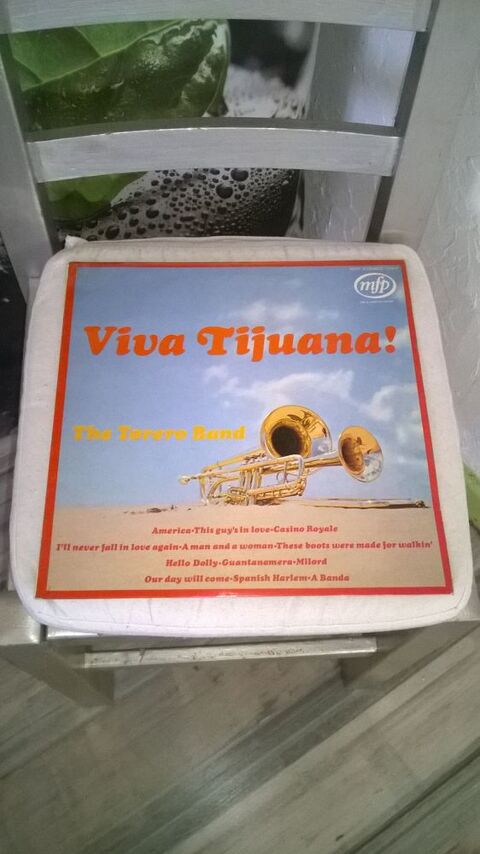 mfp
Viva Tijuana!
The Torero Band
America•This guy's in love•Casino Royale
I'll never fall in love again•A man and a woman•These boots were made for walkin'
Hello Dolly•Guantanamera•Milord
Our day will come•Spanish Harlem•A Banda